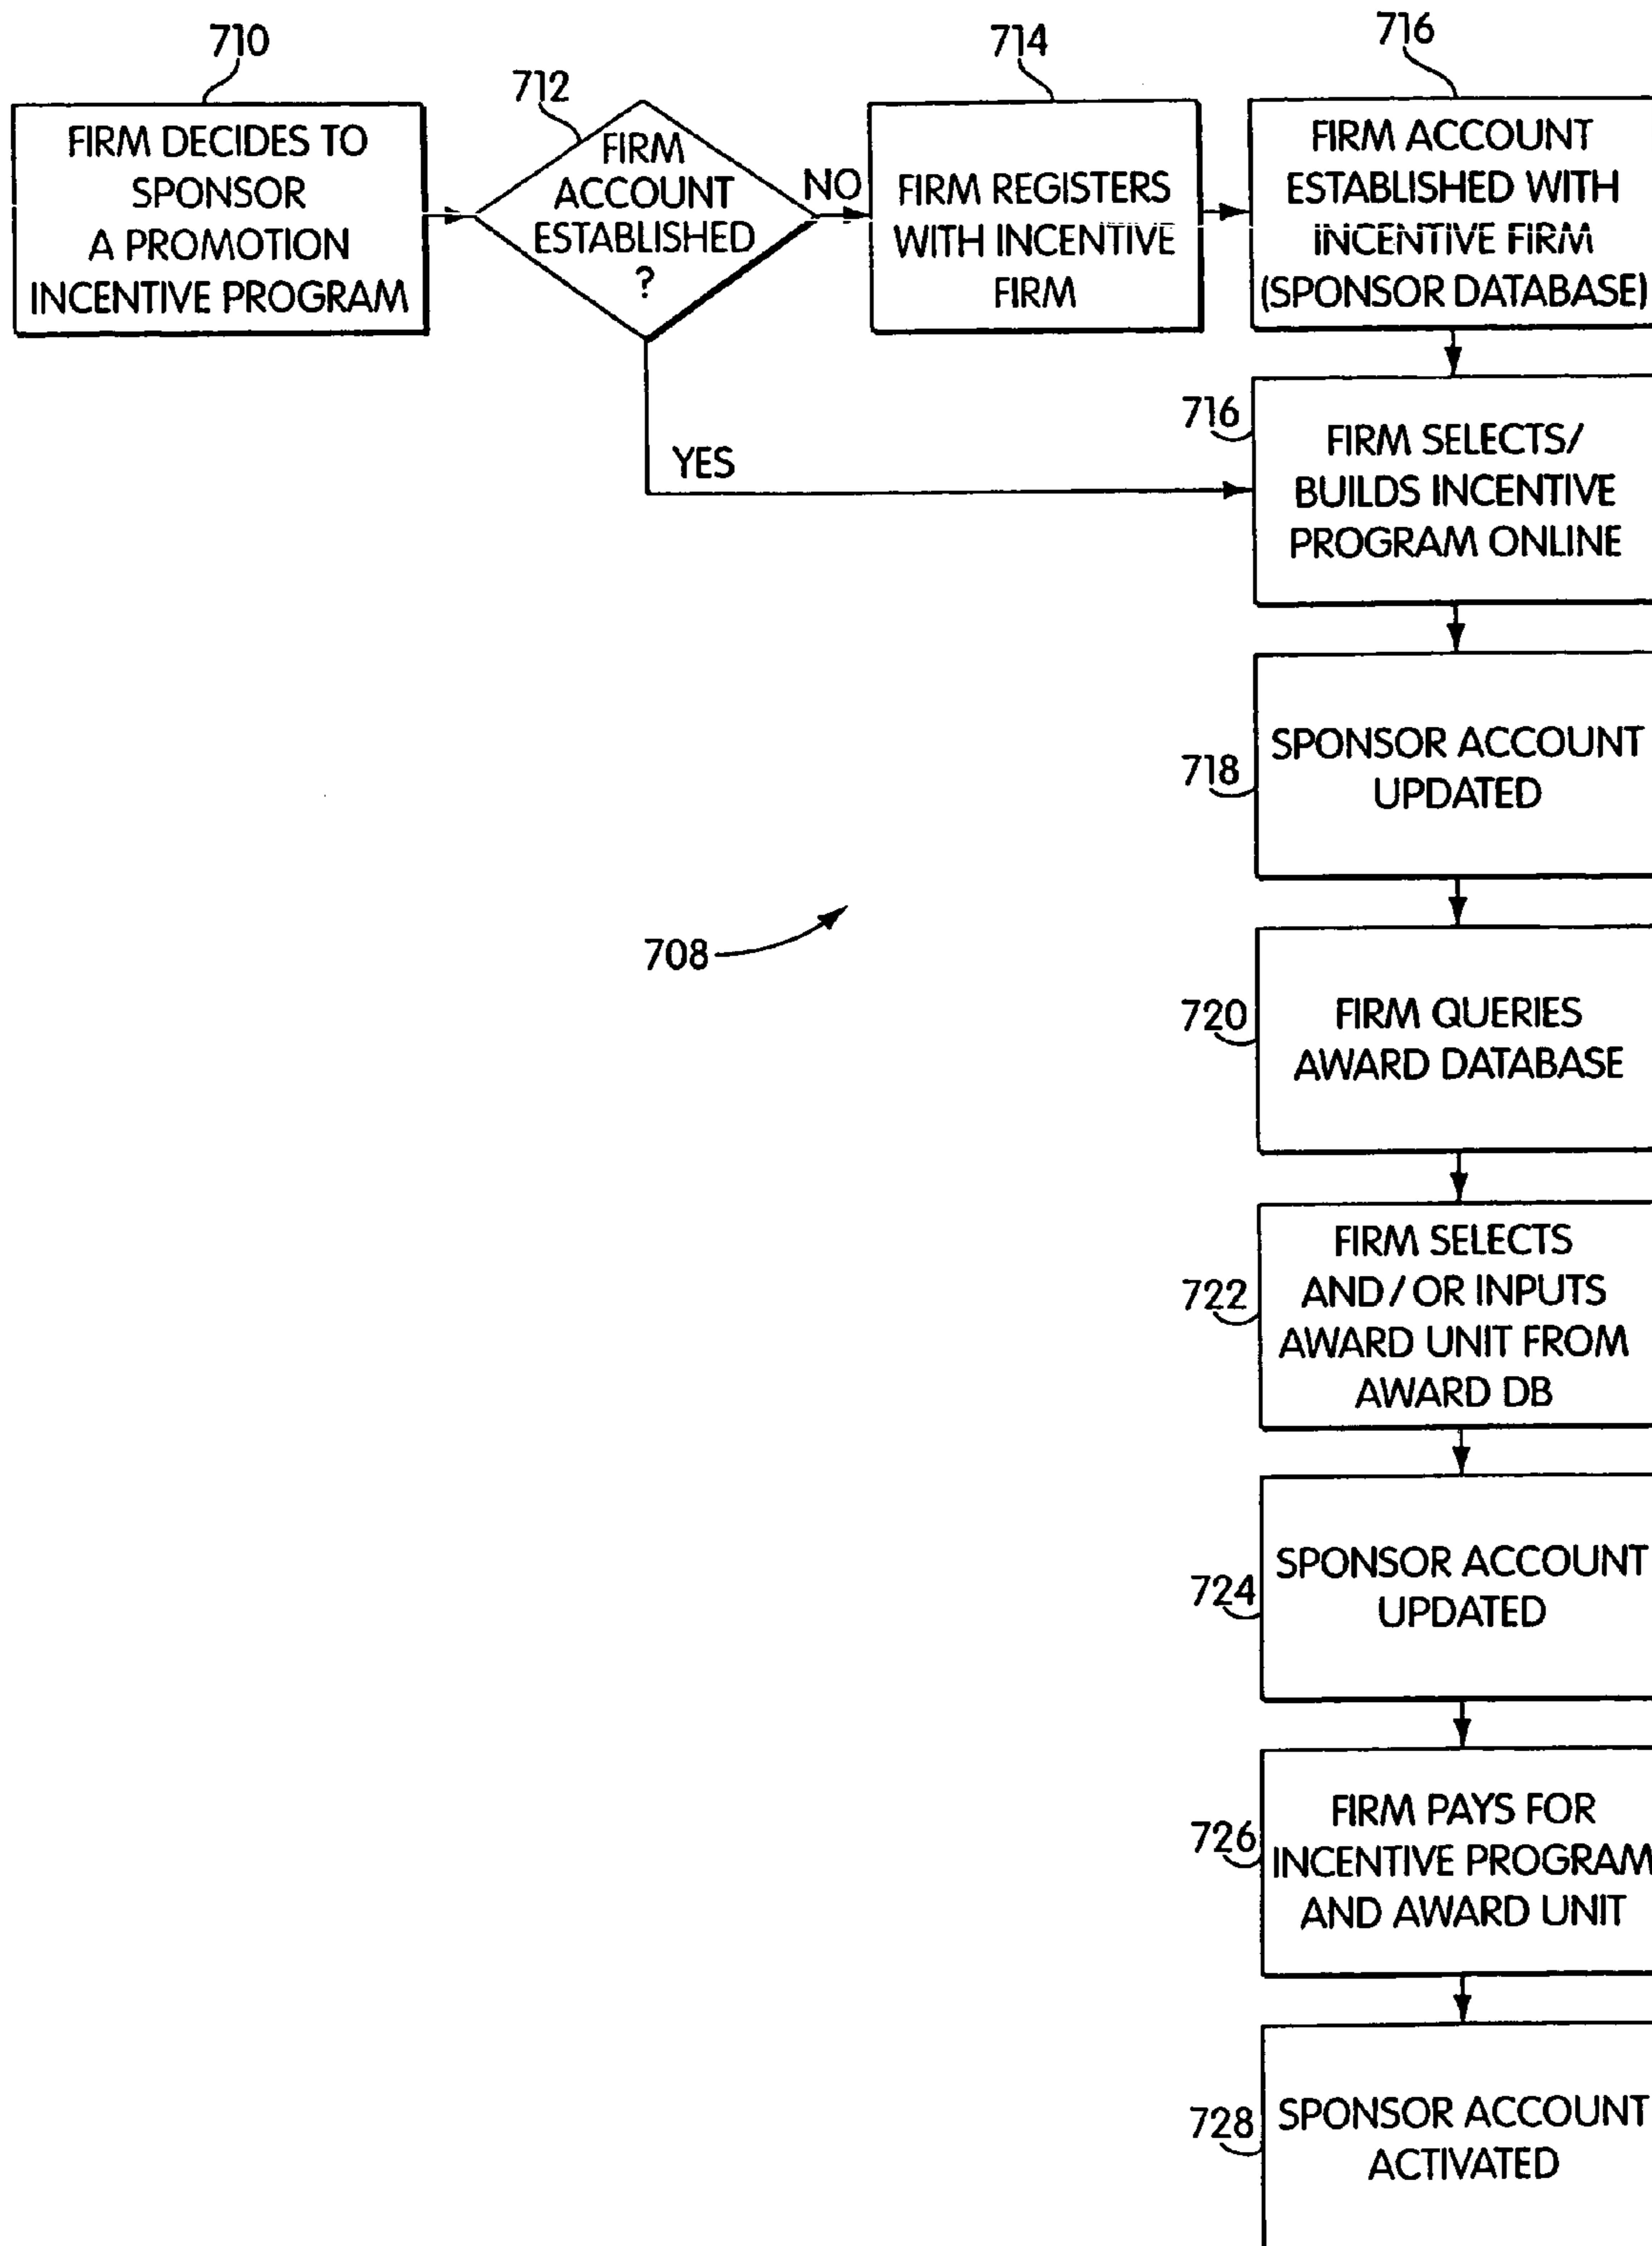 710
FIRM DECIDES TO
SPONSOR
A PROMOTION
INCENTIVE PROGRAM
712
FIRM
ACCOUNT
ESTABLISHED
?
NO
714
FIRM REGISTERS
WITH INCENTIVE
FIRM
716
FIRM ACCOUNT
ESTABLISHED WITH
INCENTIVE FIRM
(SPONSOR DATABASE)
YES
716
FIRM SELECTS/
BUILDS INCENTIVE
PROGRAM ONLINE
718
SPONSOR ACCOUNT
UPDATED
708
720
FIRM QUERIES
AWARD DATABASE
722
FIRM SELECTS
AND/OR INPUTS
AWARD UNIT FROM
AWARD DB
724
SPONSOR ACCOUNT
UPDATED
726
FIRM PAYS FOR
INCENTIVE PROGRAM
AND AWARD UNIT
728
SPONSOR ACCOUNT
ACTIVATED